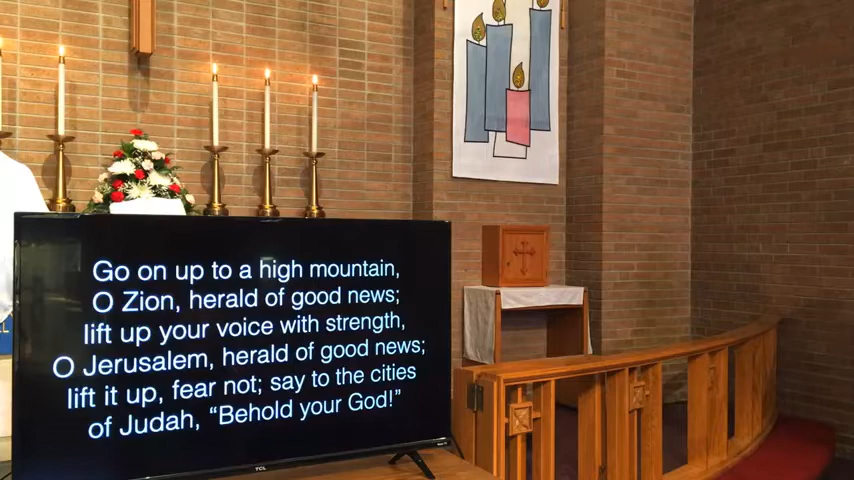 Go on up to a high mountain,
O Zion, herald of good news;
lift up your voice with strength,
O Jerusalem, herald of good news;
lift it up, fear not; say to the cities
of Judah, “Behold your God!”
TCL